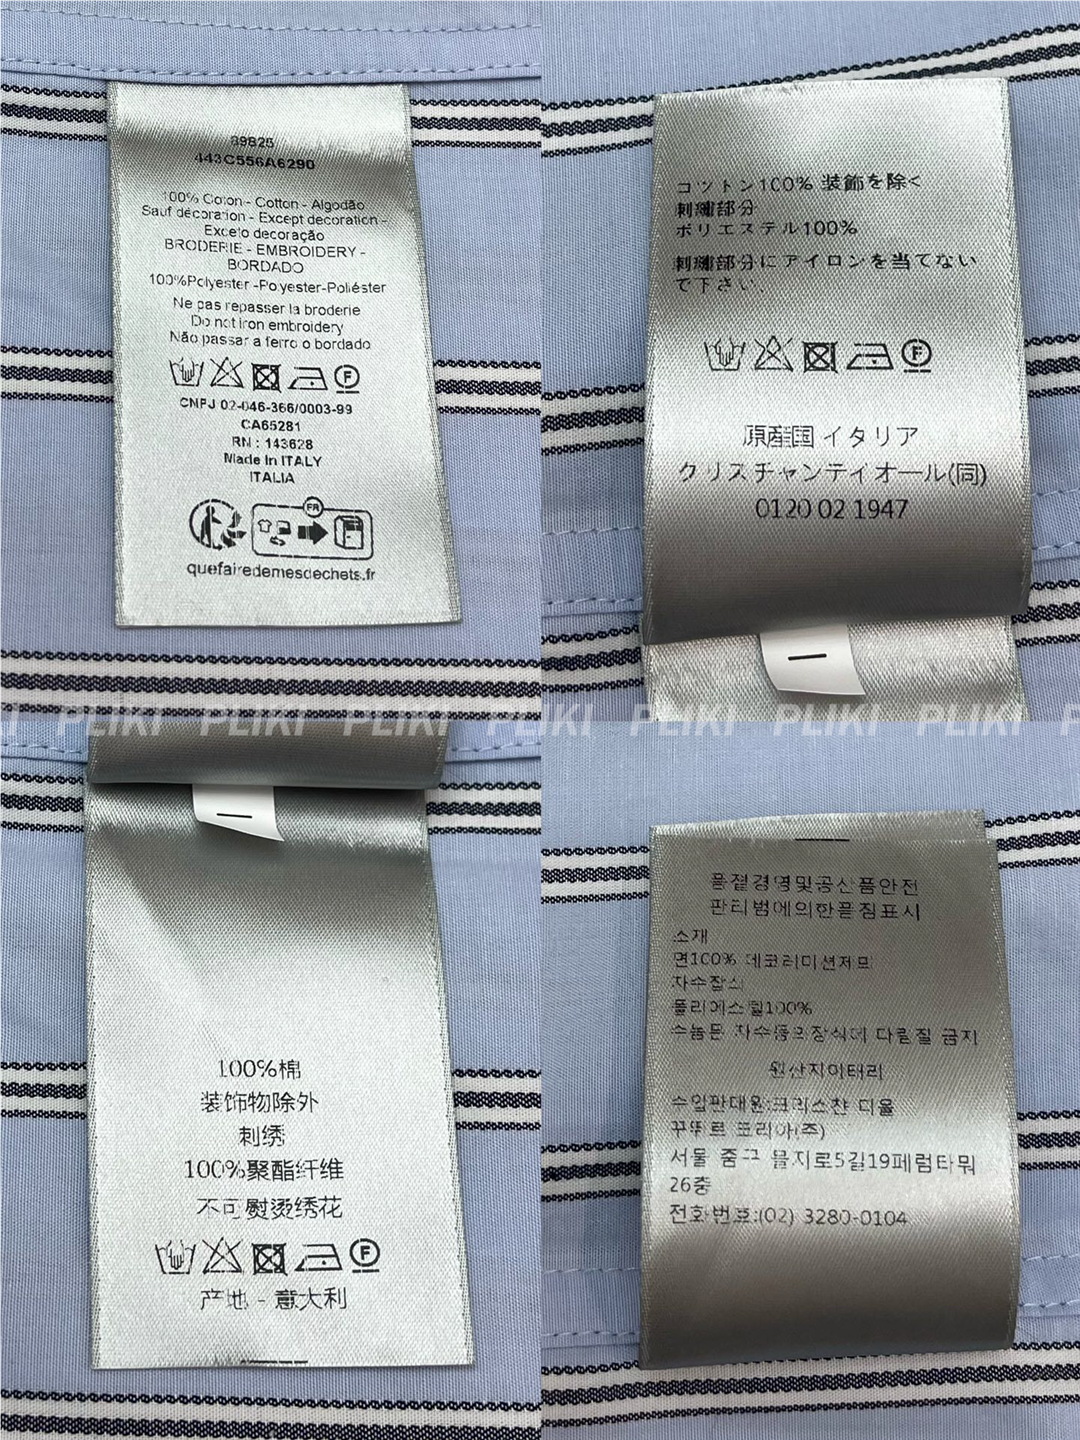 89825
443C556A6290
100% Coton - Cotton - Algodão
Sauf décoration - Except decoration -
Exceto decoração
BRODERIE - EMBROIDERY -
BORDADO
100%Polyester -Polyester-Poliéster
Ne pas repasser la broderie
Do not iron embroidery
Não passar a ferro o bordado
F
CNPJ 02-046-366/0003-99
CA65281
RN : 143628
Made In ITALY
ITALIA
FR
quefairedemesdechets.fr
コットン100% 装飾を除く
刺繍部分
ポリエステル100%
刺繍部分にアイロンを当てない
で下さい.
F
原産国 イタリア
クリスチャンディオール(同)
0120 02 1947
PLIKI PLIKI PLIKI PLIKI PLIKI PLIKI PLIKI
100%棉
装饰物除外
刺绣
100%聚酯纤维
不可熨烫绣花
F
产地 - 意大利
품질경영및공산품안전
관리법에의한품질표시
소재
면100% 데코레이션제외
자수장식
폴리에스텔100%
수놓은 자수등의장식에 다림질 금지
원산지이태리
수입판매원:크리스챤 디올
꾸뛰르 코리아(주)
서울 중구 을지로5길19페럼타워
26층
전화번호:(02) 3280-0104